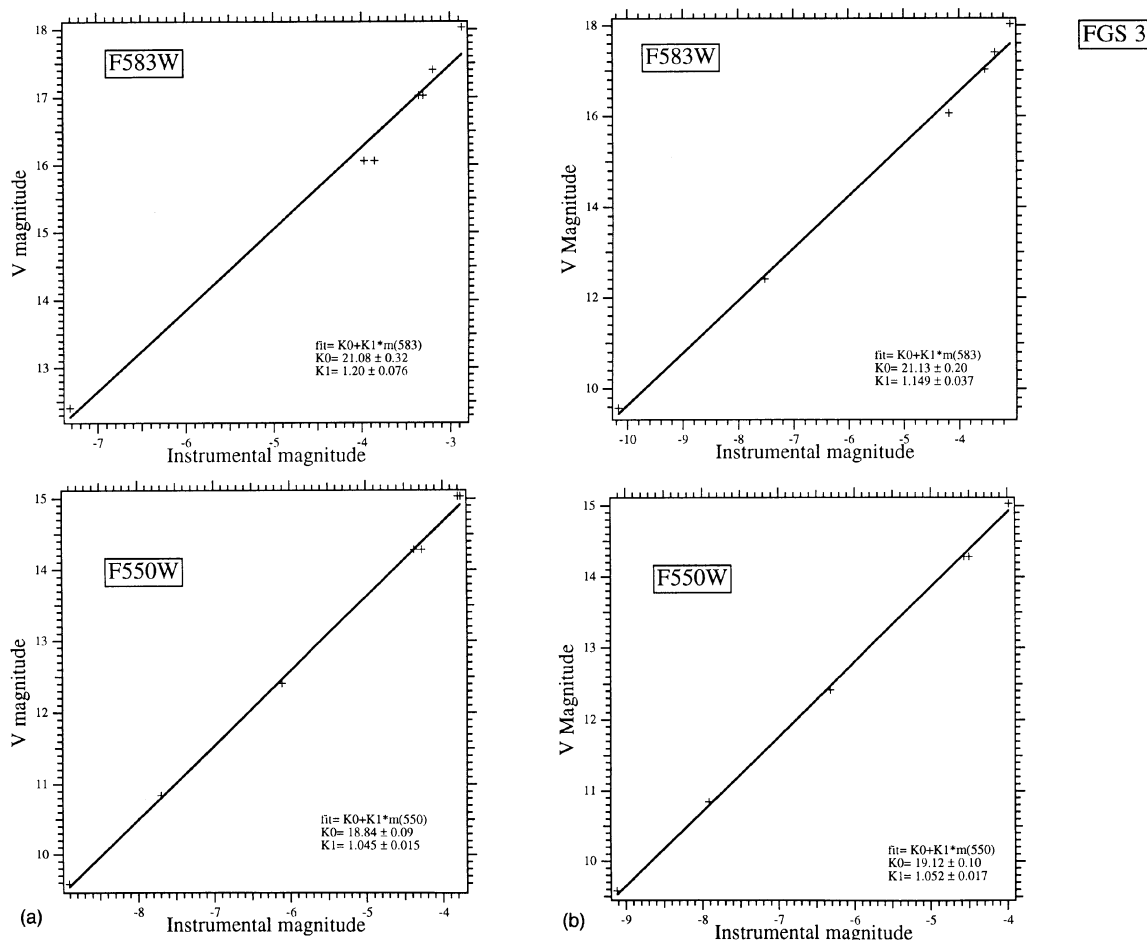 F583W
V magnitude
18
17
16
15
14
13
fit= K0+K1*m(583)
K0= 21.08 ± 0.32
K1= 1.20 ± 0.076
-7 -6 -5 -4 -3
Instrumental magnitude
F583W
FGS 3
V Magnitude
18
16
14
12
10
fit= K0+K1*m(583)
K0= 21.13 ± 0.20
K1= 1.149 ± 0.037
-10 -9 -8 -7 -6 -5 -4
Instrumental magnitude
F550W
V magnitude
15
14
13
12
11
10
fit= K0+K1*m(550)
K0= 18.84 ± 0.09
K1= 1.045 ± 0.015
-8 -7 -6 -5 -4
(a)
Instrumental magnitude
F550W
V Magnitude
15
14
13
12
11
10
fit= K0+K1*m(550)
K0= 19.12 ± 0.10
K1= 1.052 ± 0.017
-9 -8 -7 -6 -5 -4
(b)
Instrumental magnitude